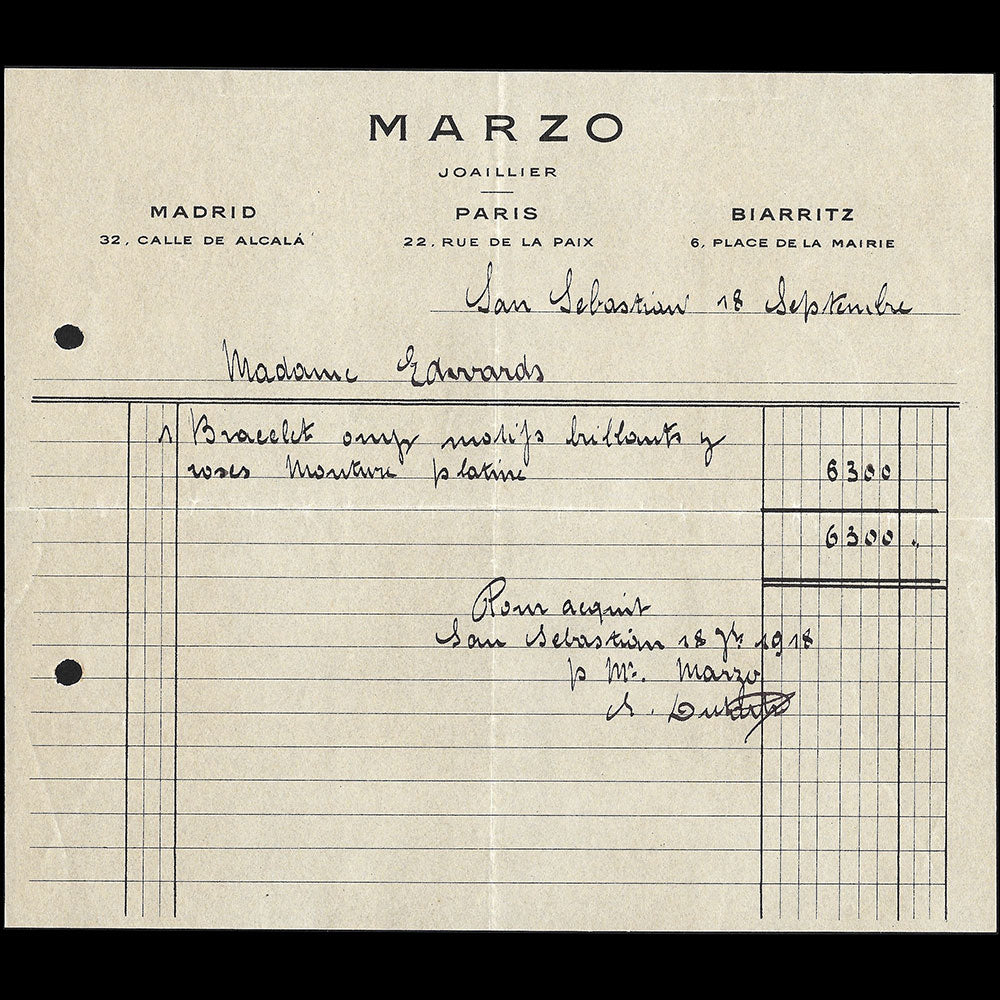 MARZO
JOAILLIER
MADRID PARIS BIARRITZ
32, CALLE DE ALCALÁ 22, RUE DE LA PAIX 6, PLACE DE LA MAIRIE
San Sebastian 18 Septembre
Madame Edwards
1 Bracelet onyx motifs brillants y
roses Monture platine 6300
6300
Pour acquit
San Sebastian 18 7bre 1918
p Mr. Marzo